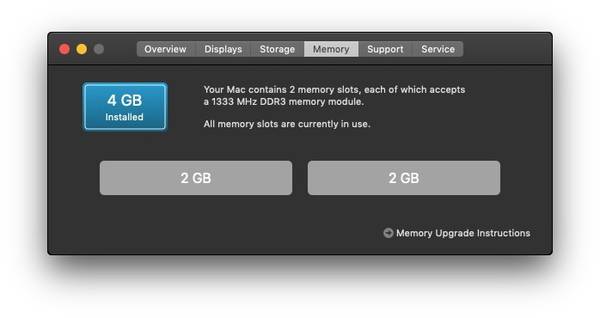 Overview Displays Storage Memory Support Service
4 GB
Installed
Your Mac contains 2 memory slots, each of which accepts
a 1333 MHz DDR3 memory module.
All memory slots are currently in use.
2 GB 2 GB
Memory Upgrade Instructions